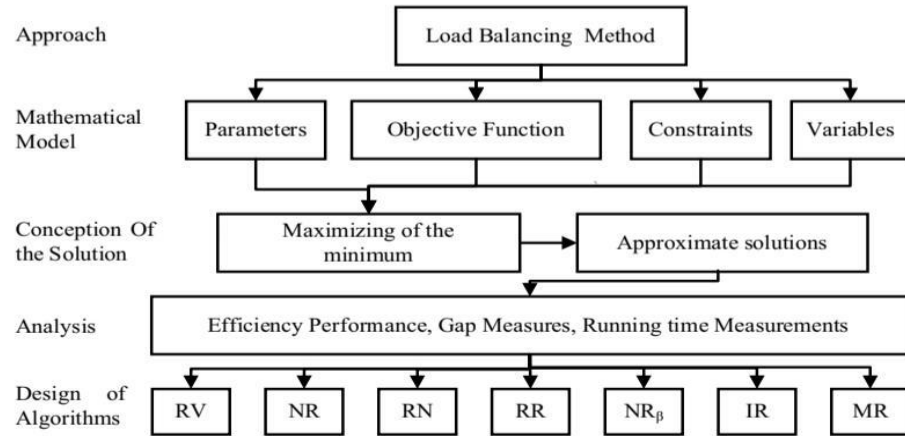 Approach
Load Balancing Method
Mathematical
Model
Parameters
Objective Function
Constraints
Variables
Conception Of
the Solution
Maximizing of the
minimum
Approximate solutions
Analysis
Efficiency Performance, Gap Measures, Running time Measurements
Design of
Algorithms
RV
NR
RN
RR
NRβ
IR
MR